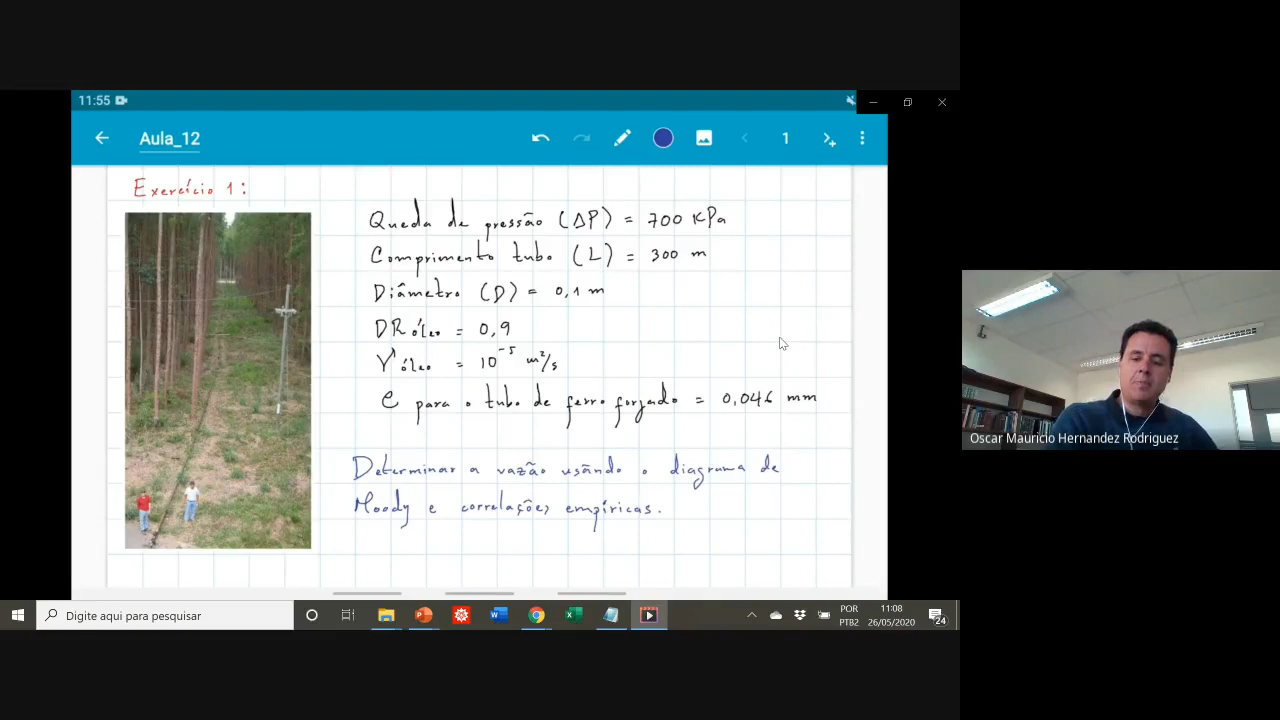 11:55
Aula_12
1
Exercício 1:
Queda de pressão (ΔP) = 700 KPa
Comprimento tubo (L) = 300 m
Diâmetro (D) = 0,1 m
DR óleo = 0,9
γ óleo = 10⁻⁵ m²/s
e para o tubo de ferro forjado = 0,046 mm
Determinar a vazão usãndo o diagrama de
Moody e correlações empíricas.
Oscar Mauricio Hernandez Rodriguez
Digite aqui para pesquisar
POR
PTB2
11:08
26/05/2020
24